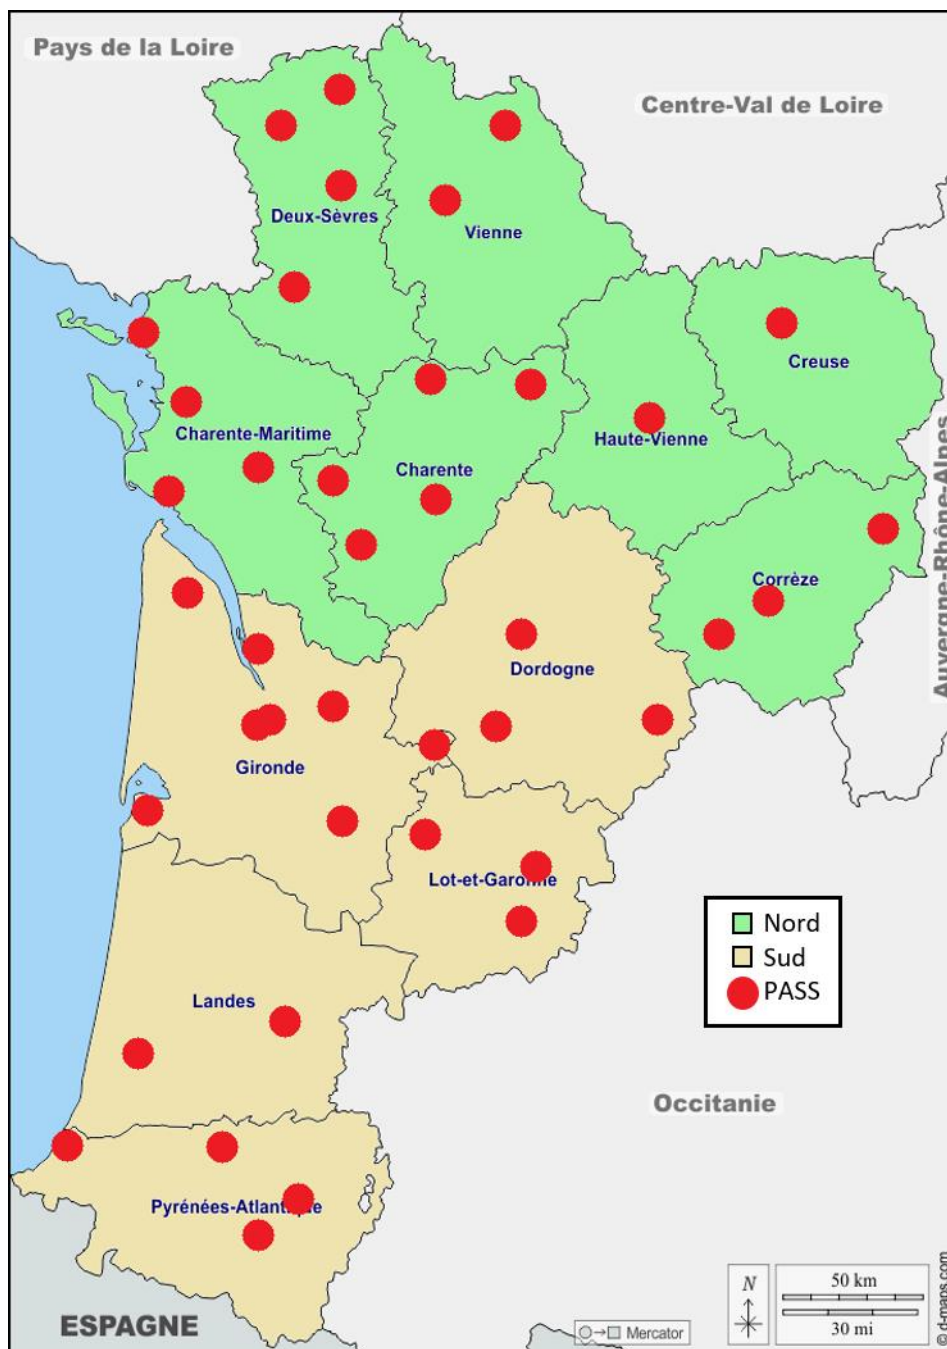 Pays de la Loire
Centre-Val de Loire
Deux-Sèvres
Vienne
Creuse
Charente-Maritime
Haute-Vienne
Charente
Auvergne-Rhône-Alpes
Corrèze
Dordogne
Gironde
Lot-et-Garonne
Nord
Sud
PASS
Landes
Occitanie
Pyrénées-Atlantique
ESPAGNE
N
50 km
30 mi
Mercator
© d-maps.com